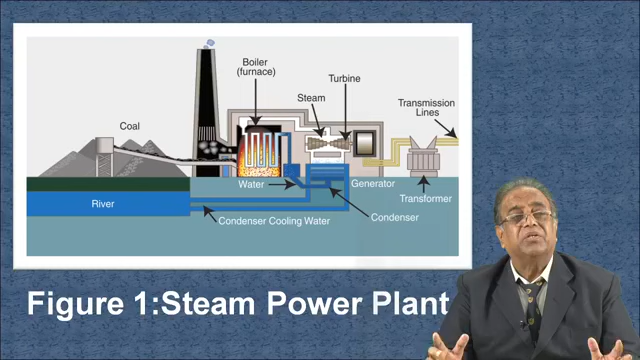 Boiler
(furnace)
Turbine
Steam
Transmission
Lines
Coal
Water
Generator
River
Transformer
Condenser Cooling Water
Condenser
Figure 1:Steam Power Plant